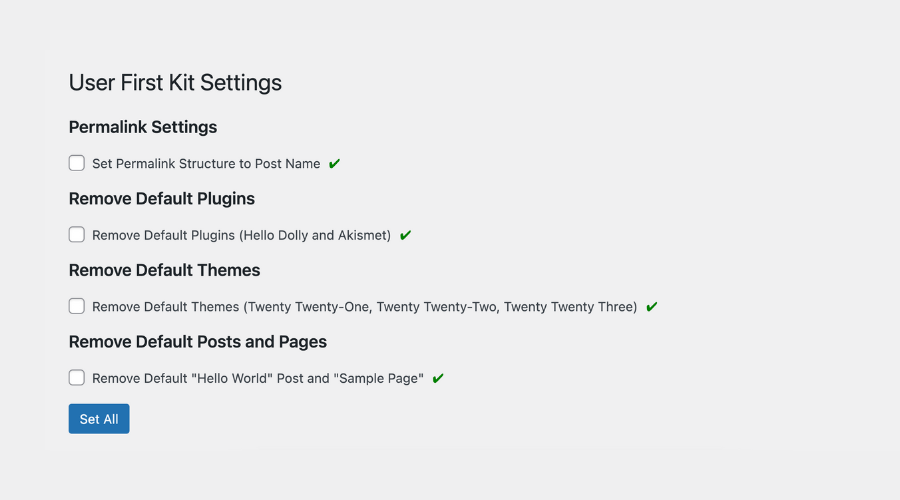 User First Kit Settings
Permalink Settings
Set Permalink Structure to Post Name ✔
Remove Default Plugins
Remove Default Plugins (Hello Dolly and Akismet) ✔
Remove Default Themes
Remove Default Themes (Twenty Twenty-One, Twenty Twenty-Two, Twenty Twenty Three) ✔
Remove Default Posts and Pages
Remove Default "Hello World" Post and "Sample Page" ✔
Set All